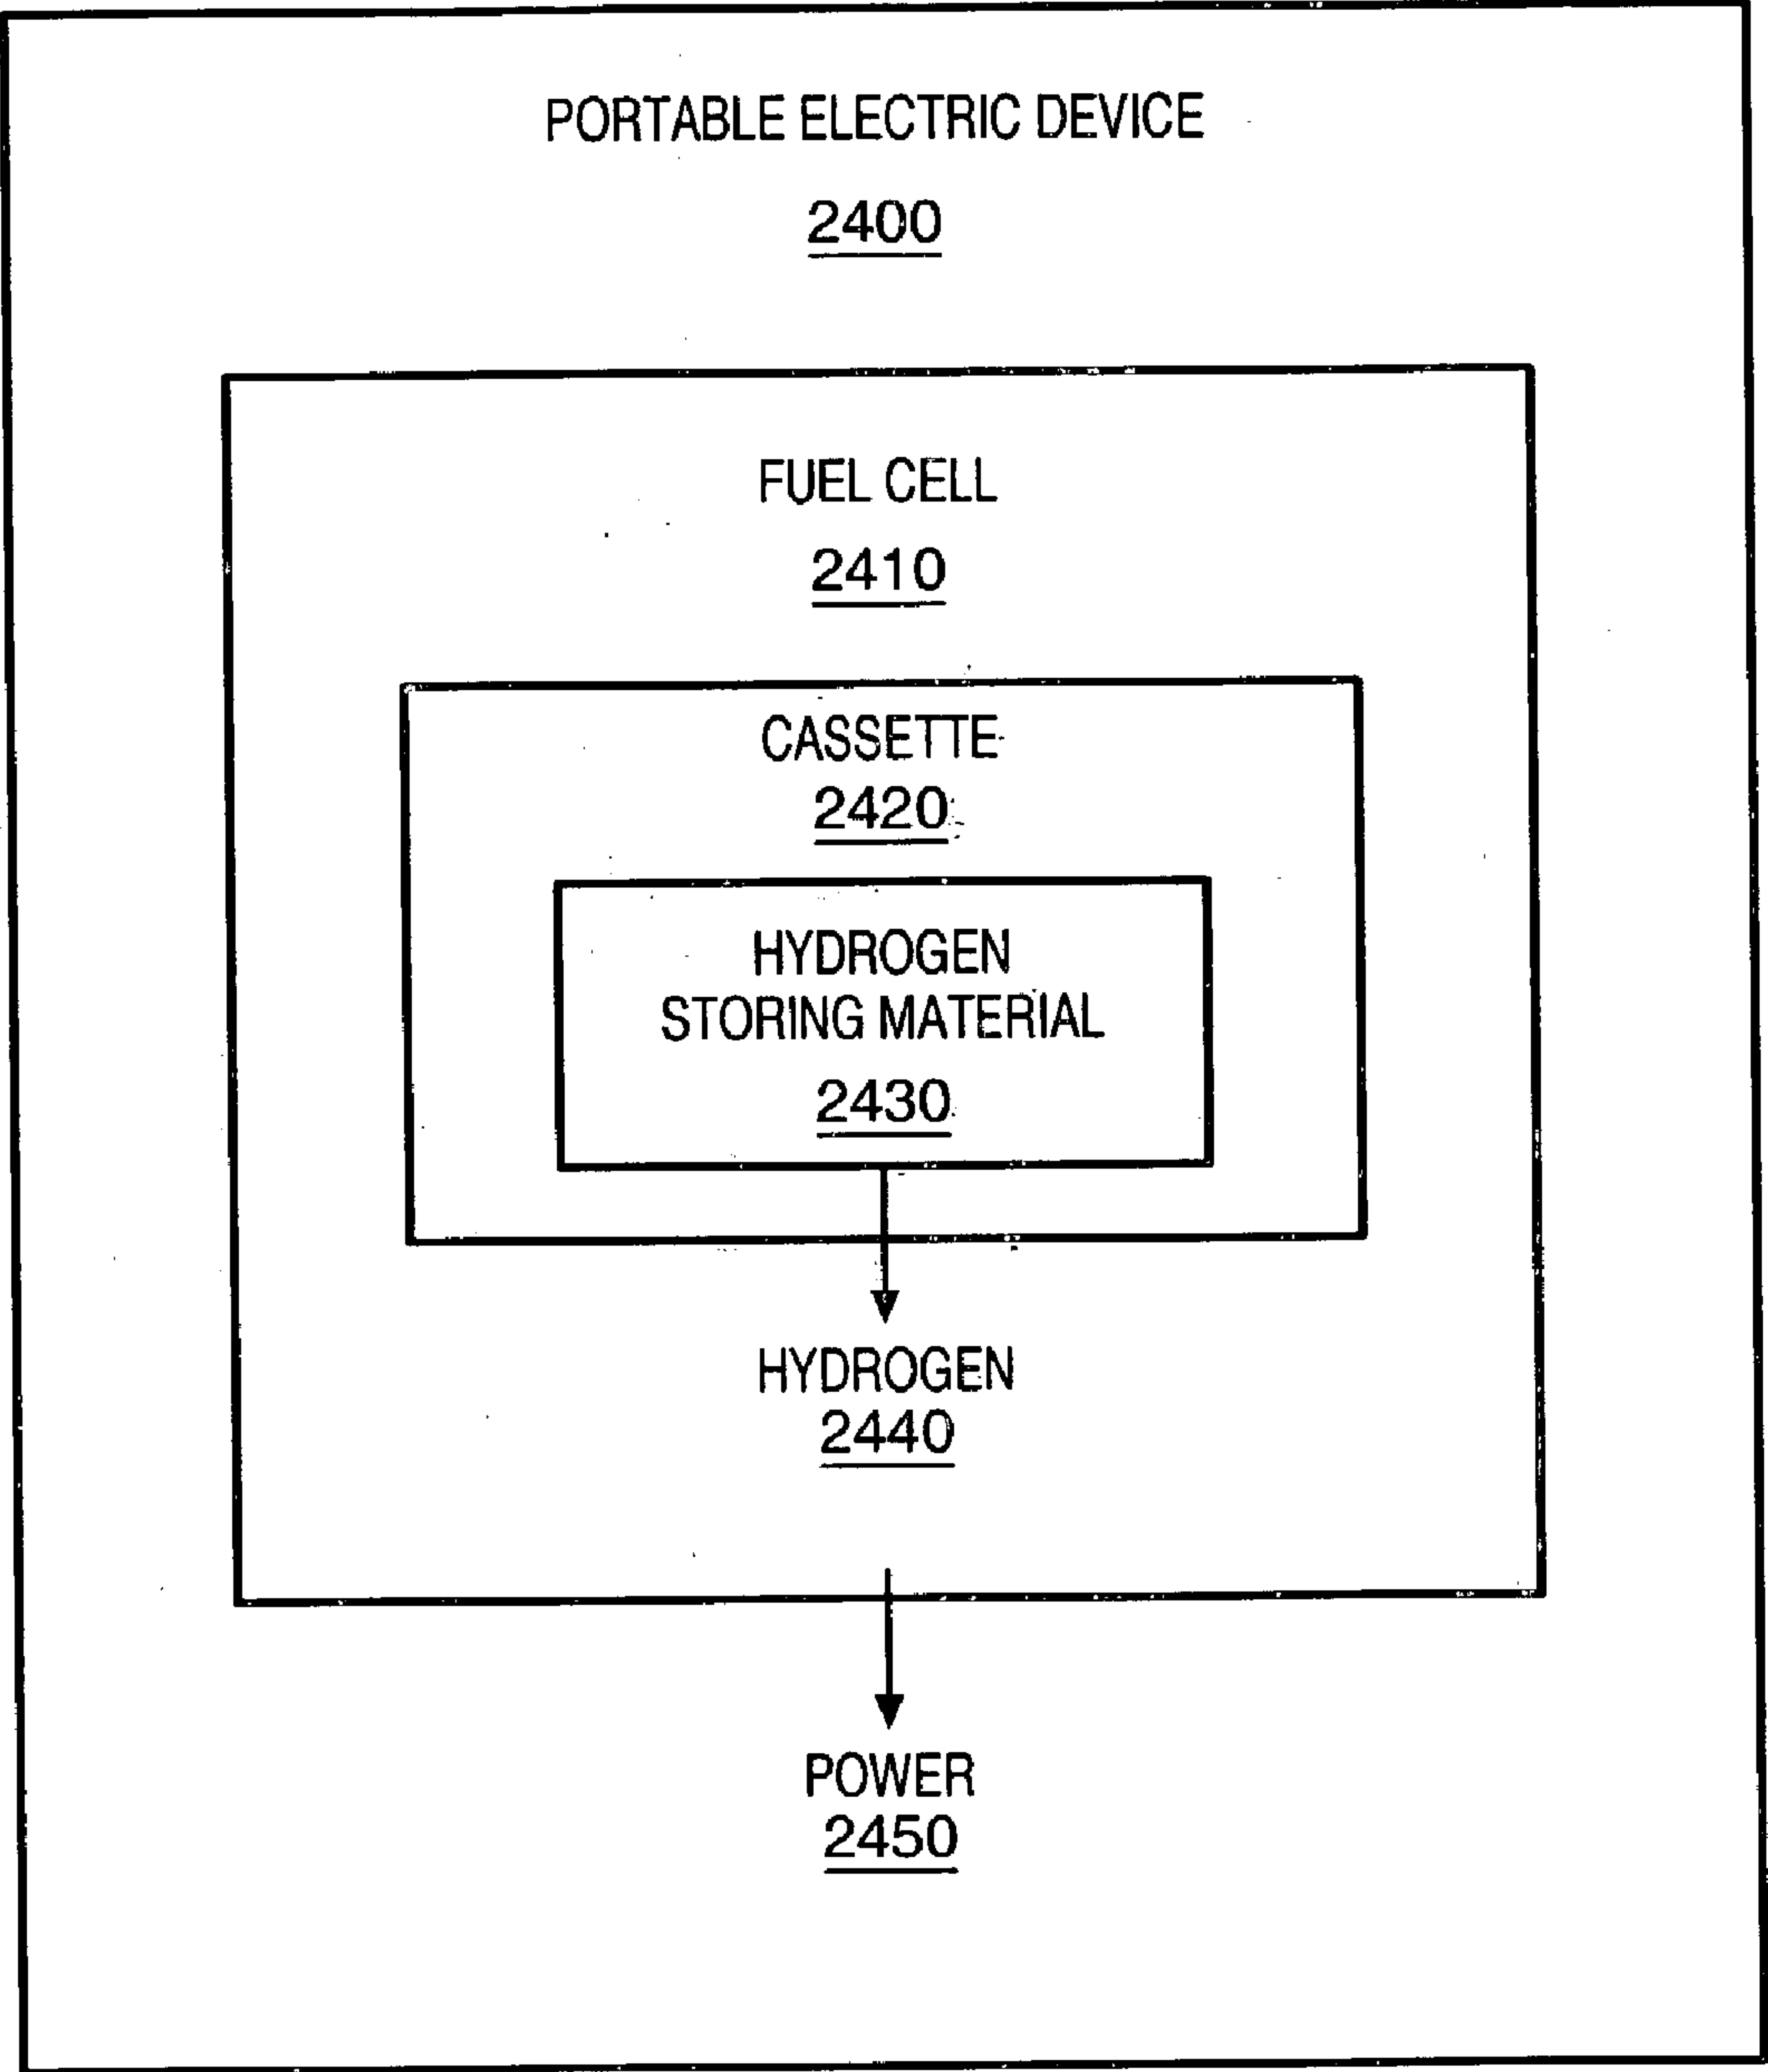 PORTABLE ELECTRIC DEVICE
2400
FUEL CELL
2410
CASSETTE
2420
HYDROGEN
STORING MATERIAL
2430
HYDROGEN
2440
POWER
2450